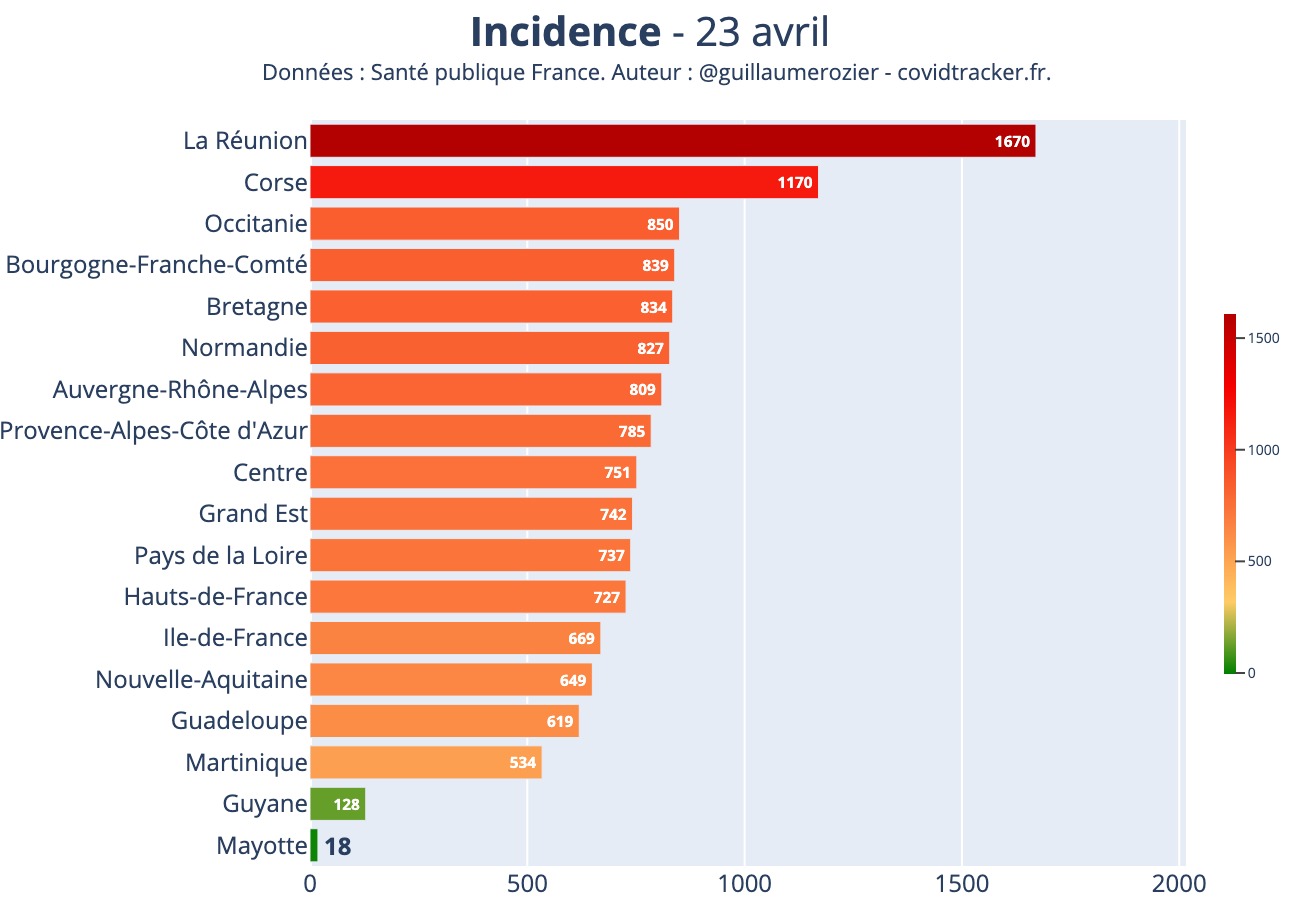 Incidence - 23 avril
Données : Santé publique France. Auteur : @guillaumerozier - covidtracker.fr.
La Réunion 1670
Corse 1170
Occitanie 850
Bourgogne-Franche-Comté 839
Bretagne 834
Normandie 827
Auvergne-Rhône-Alpes 809
Provence-Alpes-Côte d'Azur 785
Centre 751
Grand Est 742
Pays de la Loire 737
Hauts-de-France 727
Ile-de-France 669
Nouvelle-Aquitaine 649
Guadeloupe 619
Martinique 534
Guyane 128
Mayotte 18
0 500 1000 1500 2000
1500
1000
500
0